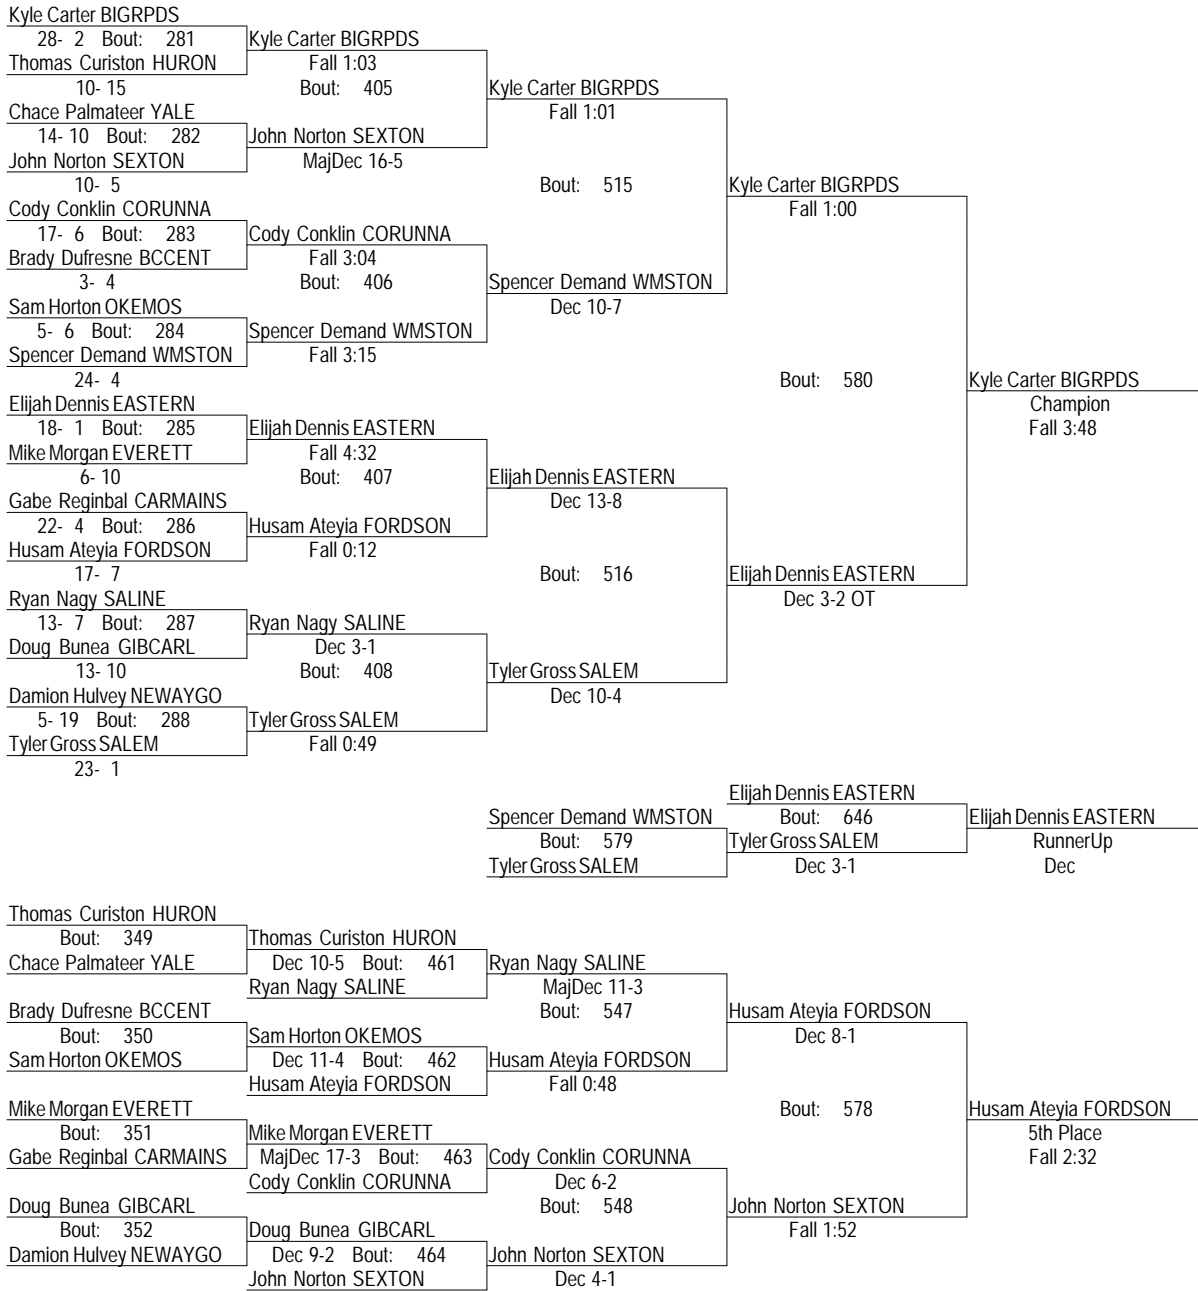 Kyle Carter BIGRPDS
28- 2 Bout: 281 Kyle Carter BIGRPDS
Thomas Curiston HURON Fall 1:03
10- 15 Bout: 405 Kyle Carter BIGRPDS
Chace Palmateer YALE Fall 1:01
14- 10 Bout: 282 John Norton SEXTON
John Norton SEXTON MajDec 16-5
10- 5 Bout: 515 Kyle Carter BIGRPDS
Cody Conklin CORUNNA Fall 1:00
17- 6 Bout: 283 Cody Conklin CORUNNA
Brady Dufresne BCCENT Fall 3:04
3- 4 Bout: 406 Spencer Demand WMSTON
Sam Horton OKEMOS Dec 10-7
5- 6 Bout: 284 Spencer Demand WMSTON
Spencer Demand WMSTON Fall 3:15
24- 4 Bout: 580 Kyle Carter BIGRPDS
Elijah Dennis EASTERN Champion
18- 1 Bout: 285 Elijah Dennis EASTERN Fall 3:48
Mike Morgan EVERETT Fall 4:32
6- 10 Bout: 407 Elijah Dennis EASTERN
Gabe Reginbal CARMAINS Dec 13-8
22- 4 Bout: 286 Husam Ateyia FORDSON
Husam Ateyia FORDSON Fall 0:12
17- 7 Bout: 516 Elijah Dennis EASTERN
Ryan Nagy SALINE Dec 3-2 OT
13- 7 Bout: 287 Ryan Nagy SALINE
Doug Bunea GIBCARL Dec 3-1
13- 10 Bout: 408 Tyler Gross SALEM
Damion Hulvey NEWAYGO Dec 10-4
5- 19 Bout: 288 Tyler Gross SALEM
Tyler Gross SALEM Fall 0:49
23- 1
Elijah Dennis EASTERN
Spencer Demand WMSTON Bout: 646 Elijah Dennis EASTERN
Bout: 579 Tyler Gross SALEM RunnerUp
Tyler Gross SALEM Dec 3-1 Dec
Thomas Curiston HURON
Bout: 349 Thomas Curiston HURON
Chace Palmateer YALE Dec 10-5 Bout: 461 Ryan Nagy SALINE
Ryan Nagy SALINE MajDec 11-3
Brady Dufresne BCCENT Bout: 547 Husam Ateyia FORDSON
Bout: 350 Sam Horton OKEMOS Dec 8-1
Sam Horton OKEMOS Dec 11-4 Bout: 462 Husam Ateyia FORDSON
Husam Ateyia FORDSON Fall 0:48
Mike Morgan EVERETT Bout: 578 Husam Ateyia FORDSON
Bout: 351 Mike Morgan EVERETT 5th Place
Gabe Reginbal CARMAINS MajDec 17-3 Bout: 463 Cody Conklin CORUNNA Fall 2:32
Cody Conklin CORUNNA Dec 6-2
Doug Bunea GIBCARL Bout: 548 John Norton SEXTON
Bout: 352 Doug Bunea GIBCARL Fall 1:52
Damion Hulvey NEWAYGO Dec 9-2 Bout: 464 John Norton SEXTON
John Norton SEXTON Dec 4-1